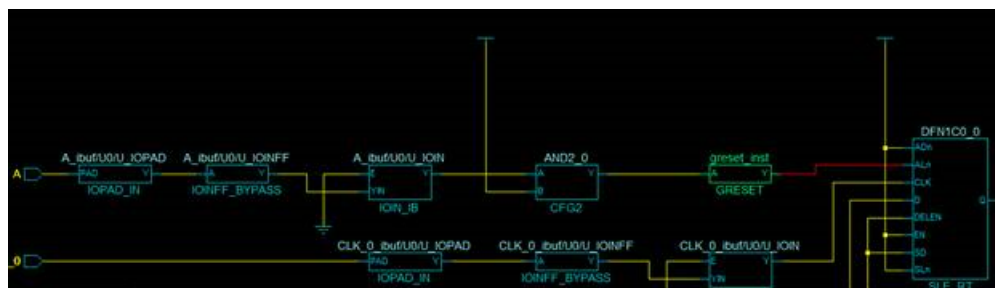 DFN1C0_0
A_ibuf/U0/U_IOPAD A_ibuf/U0/U_IOINFF A_ibuf/U0/U_IOIN AND2_0 greset_inst
ADn
ALn
A PAD Y A Y E Y A Y A Y
CLK
YIN B
IOPAD_IN IOINFF_BYPASS GRESET
D Q
IOIN_IB CFG2
DELEN
EN
CLK_0_ibuf/U0/U_IOPAD CLK_0_ibuf/U0/U_IOINFF CLK_0_ibuf/U0/U_IOIN
SD
_0 PAD Y A Y E Y
SLn
YIN
IOPAD_IN IOINFF_BYPASS
SLE_RT